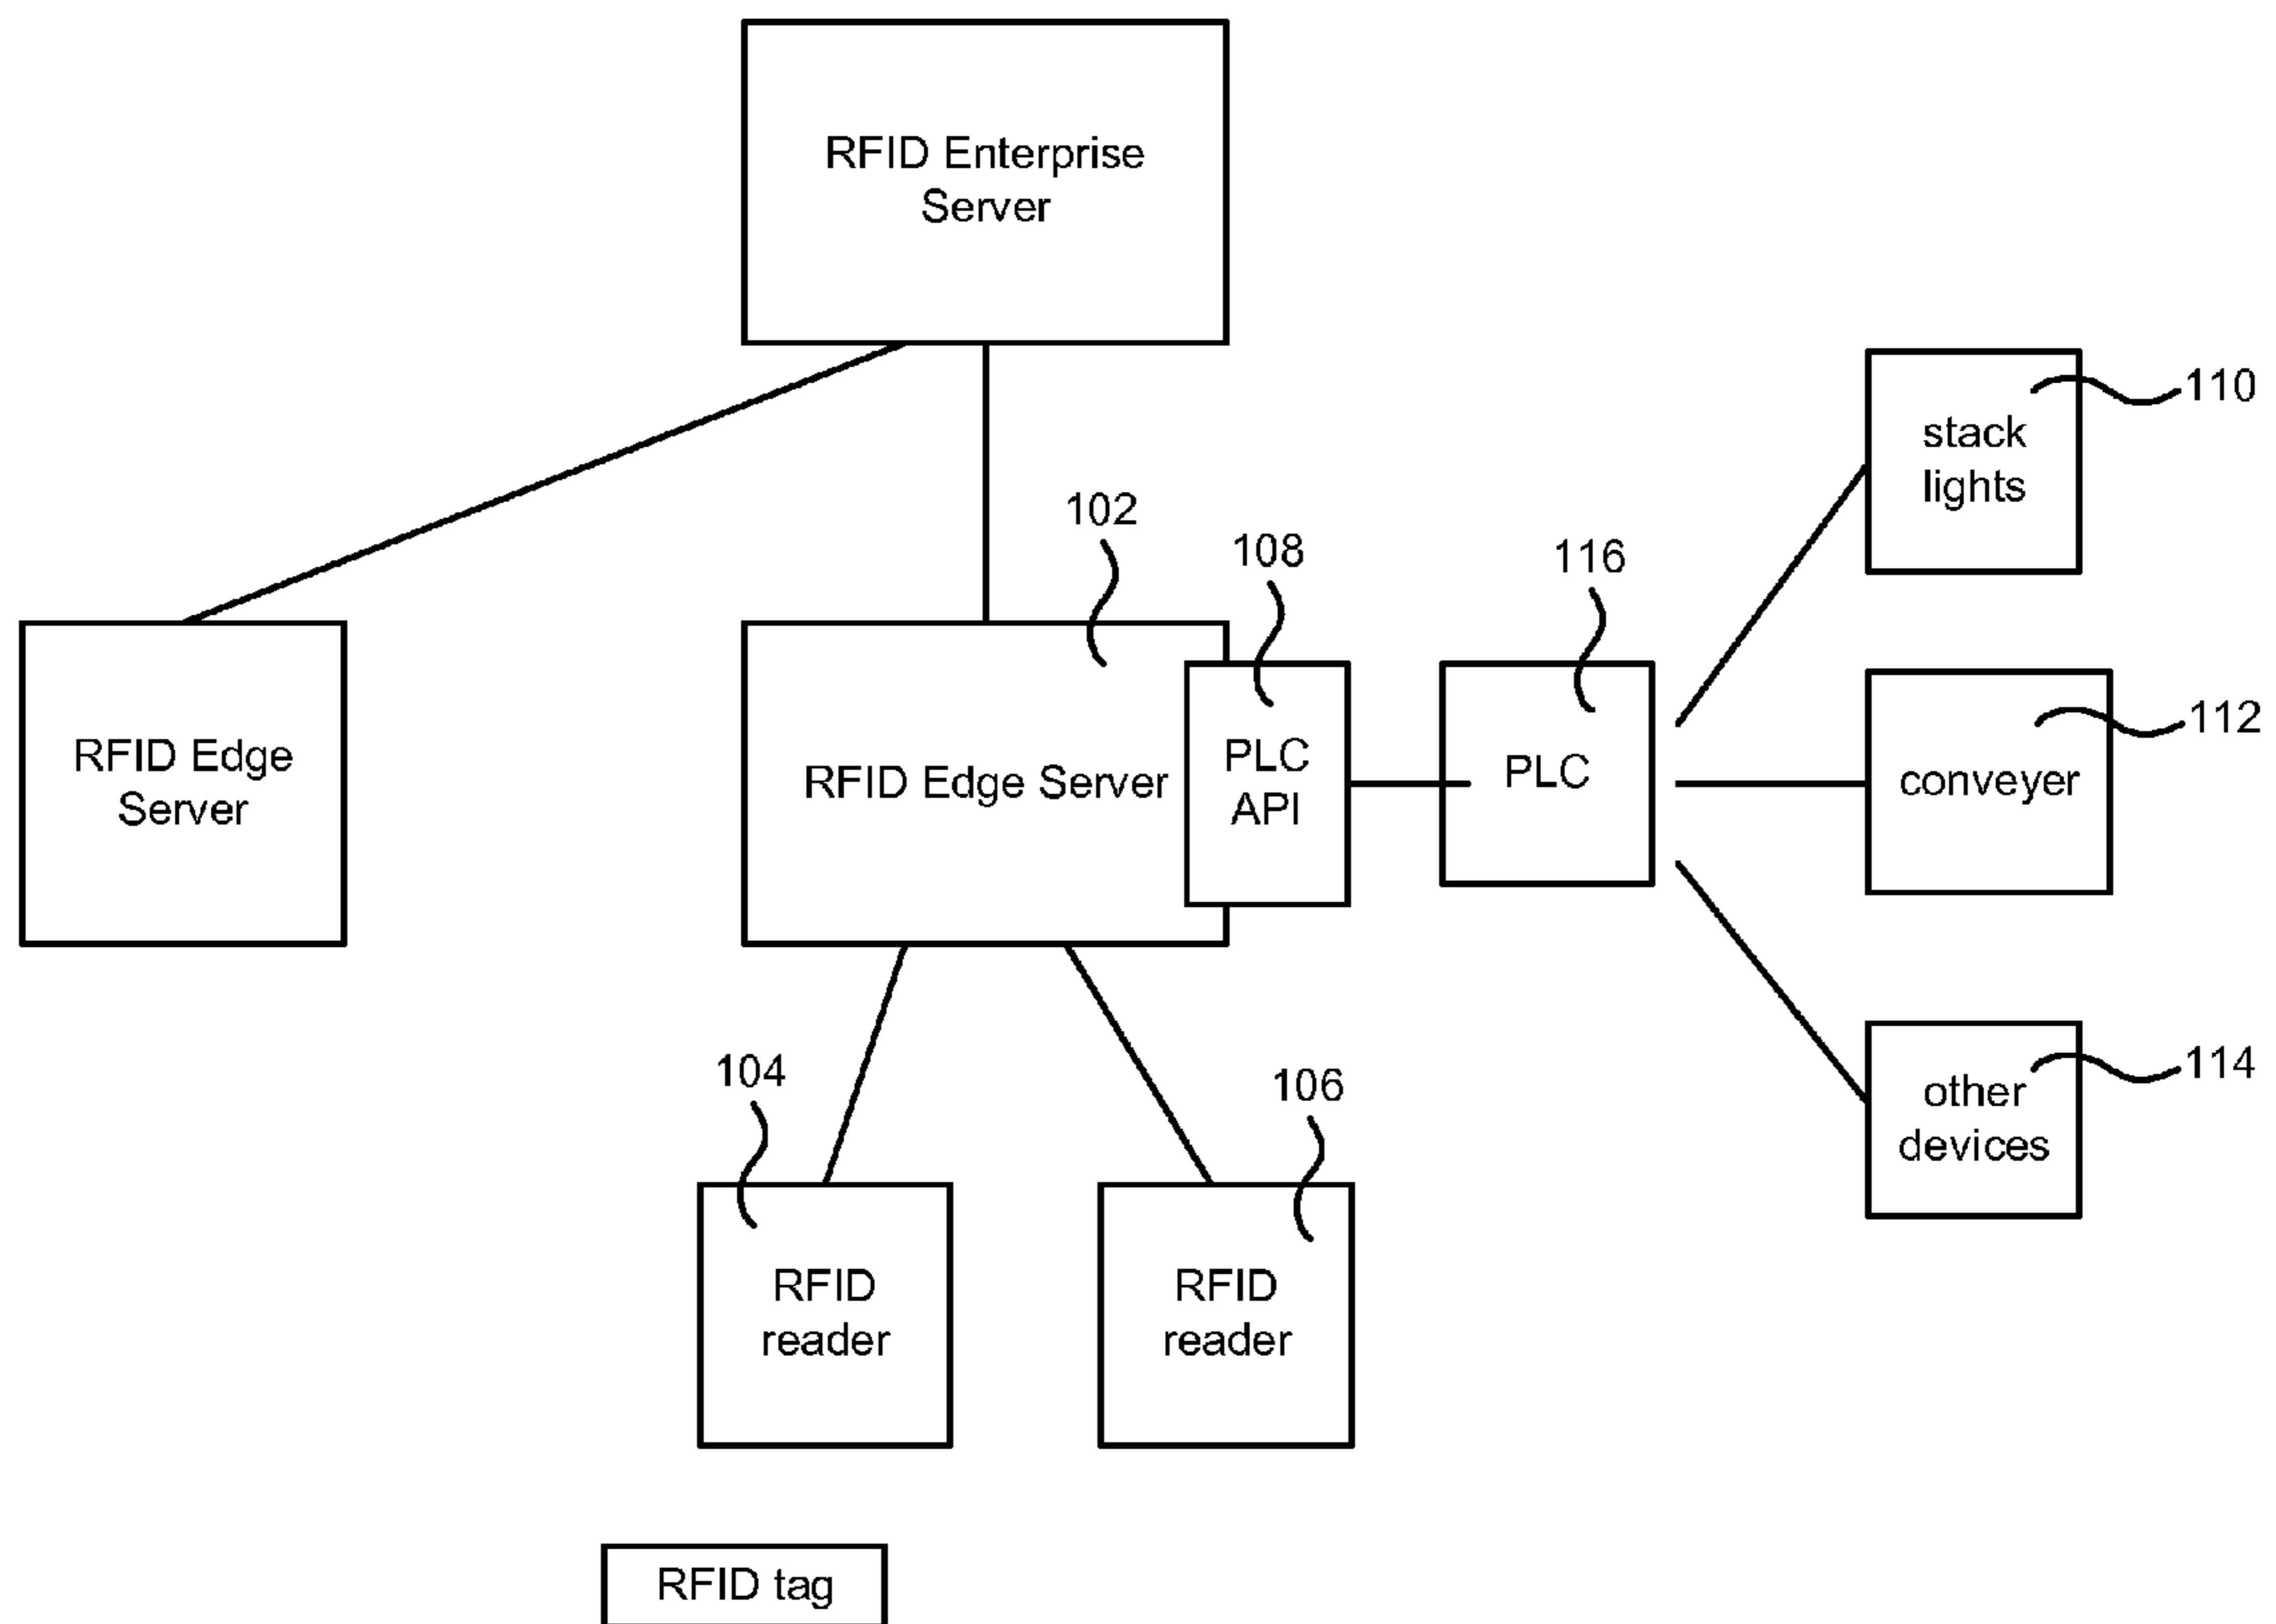 RFID Enterprise
Server
110
stack
lights
102
108
116
RFID Edge
Server
RFID Edge Server
PLC
API
PLC
112
conveyer
104
106
114
other
devices
RFID
reader
RFID
reader
RFID tag